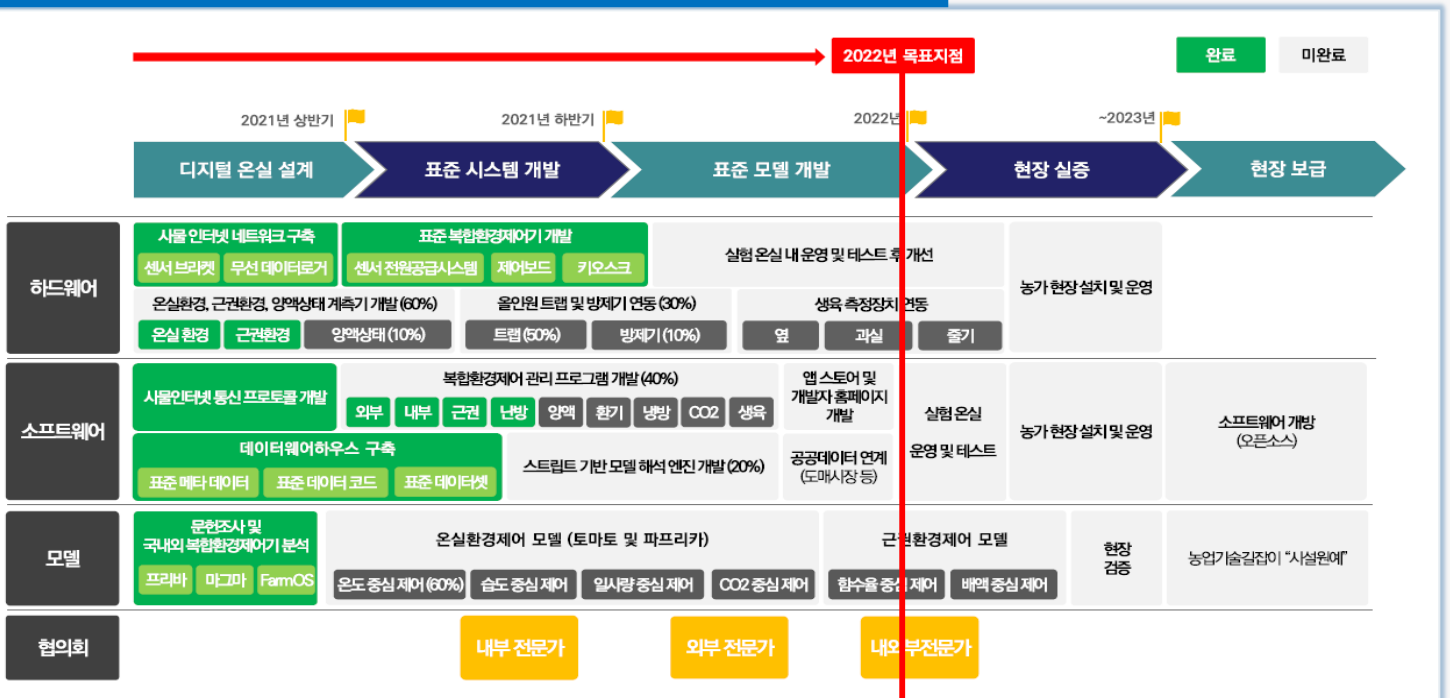 2022년 목표지점
완료
미완료
2021년 상반기
2021년 하반기
2022년
~2023년
디지털 온실 설계
표준 시스템 개발
표준 모델 개발
현장 실증
현장 보급
하드웨어
사물 인터넷 네트워크 구축
센서 브라켓
무선 데이터로거
표준 복합환경제어기 개발
센서 전원공급시스템
제어보드
키오스크
실험 온실 내 운영 및 테스트 후 개선
농가 현장 설치 및 운영
온실환경, 근권환경, 양액상태 계측기 개발 (60%)
온실 환경
근권환경
양액상태 (10%)
올인원 트랩 및 방제기 연동 (30%)
트랩 (50%)
방제기 (10%)
생육 측정장치 연동
옆
과실
줄기
소프트웨어
사물인터넷 통신 프로토콜 개발
복합환경제어 관리 프로그램 개발 (40%)
외부
내부
근권
난방
양액
환기
냉방
CO2
생육
앱 스토어 및
개발자 홈페이지
개발
실험 온실
운영 및 테스트
농가 현장 설치 및 운영
소프트웨어 개발
(오픈소스)
데이터웨어하우스 구축
표준 메타 데이터
표준 데이터 코드
표준 데이터셋
스트립트 기반 모델 해석 엔진 개발 (20%)
공공데이터 연계
(도매시장 등)
모델
문헌조사 및
국내외 복합환경제어기 분석
프리바
마그마
FarmOS
온실환경제어 모델 (토마토 및 파프리카)
온도 중심 제어 (60%)
습도 중심 제어
일사량 중심 제어
CO2 중심 제어
근권환경제어 모델
함수율 중심 제어
배액 중심 제어
현장
검증
농업기술길잡이 “시설원예”
협의회
내부 전문가
외부 전문가
내외부전문가